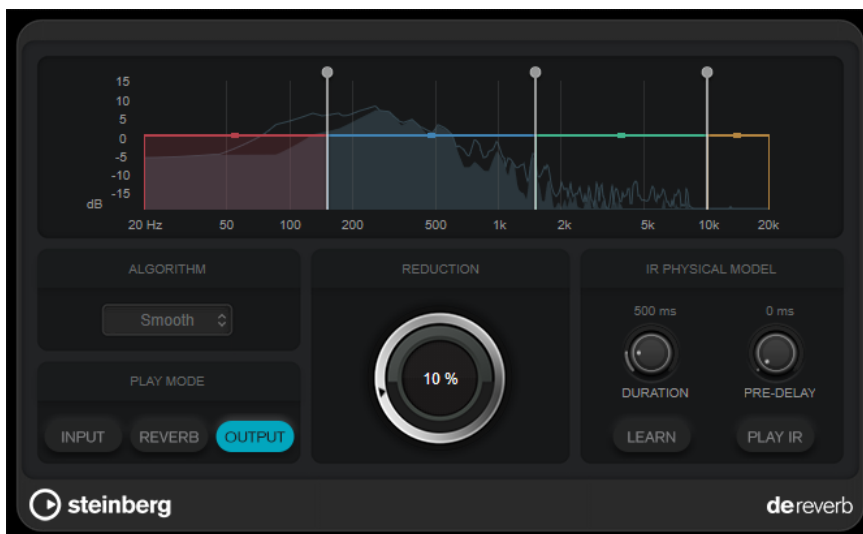 15
10
5
0
-5
-10
-15
dB
20 Hz 50 100 200 500 1k 2k 5k 10k 20k
ALGORITHM
Smooth
PLAY MODE
INPUT REVERB OUTPUT
REDUCTION
10 %
IR PHYSICAL MODEL
500 ms 0 ms
DURATION PRE-DELAY
LEARN PLAY IR
steinberg
dereverb